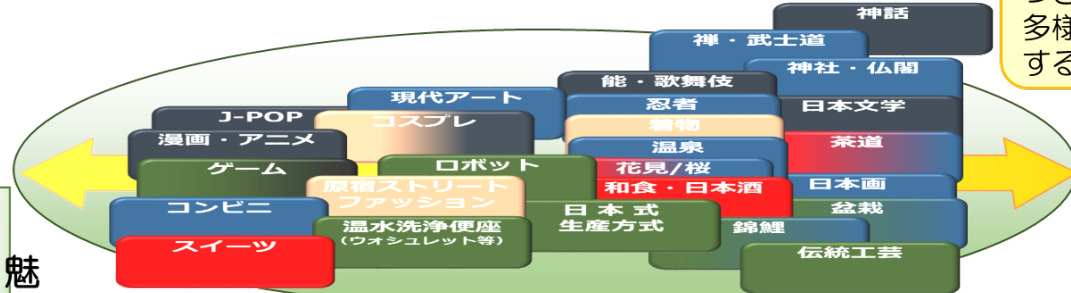 神話
禅・武士道
神社・仏閣
能・歌舞伎
現代アート
忍者
日本文学
J-POP
コスプレ
着物
漫画・アニメ
温泉
茶道
ゲーム
ロボット
花見/桜
原宿ストリート
ファッション
和食・日本酒
日本画
コンビニ
温水洗浄便座
(ウオシュレット等)
日本式
生産方式
盆栽
錦鯉
スイーツ
伝統工芸
多様
する
魅